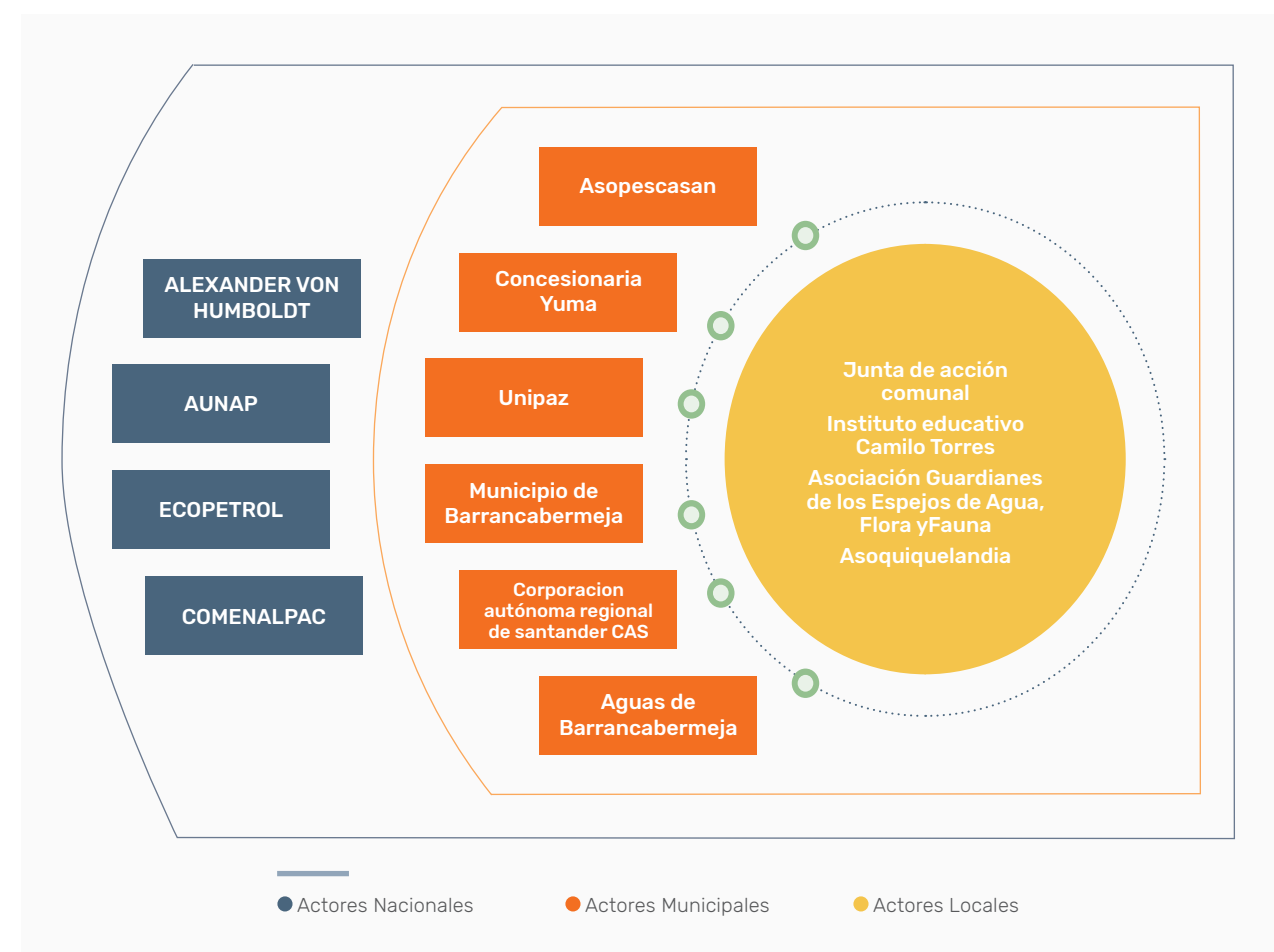 ALEXANDER VON
HUMBOLDT
AUNAP
ECOPETROL
COMENALPAC
Asopescasan
Concesionaria
Yuma
Unipaz
Municipio de
Barrancabermeja
Corporacion
autónoma regional
de santander CAS
Aguas de
Barrancabermeja
Junta de acción
comunal
Instituto educativo
Camilo Torres
Asociación Guardianes
de los Espejos de Agua,
Flora yFauna
Asoquiquelandia
Actores Nacionales
Actores Municipales
Actores Locales